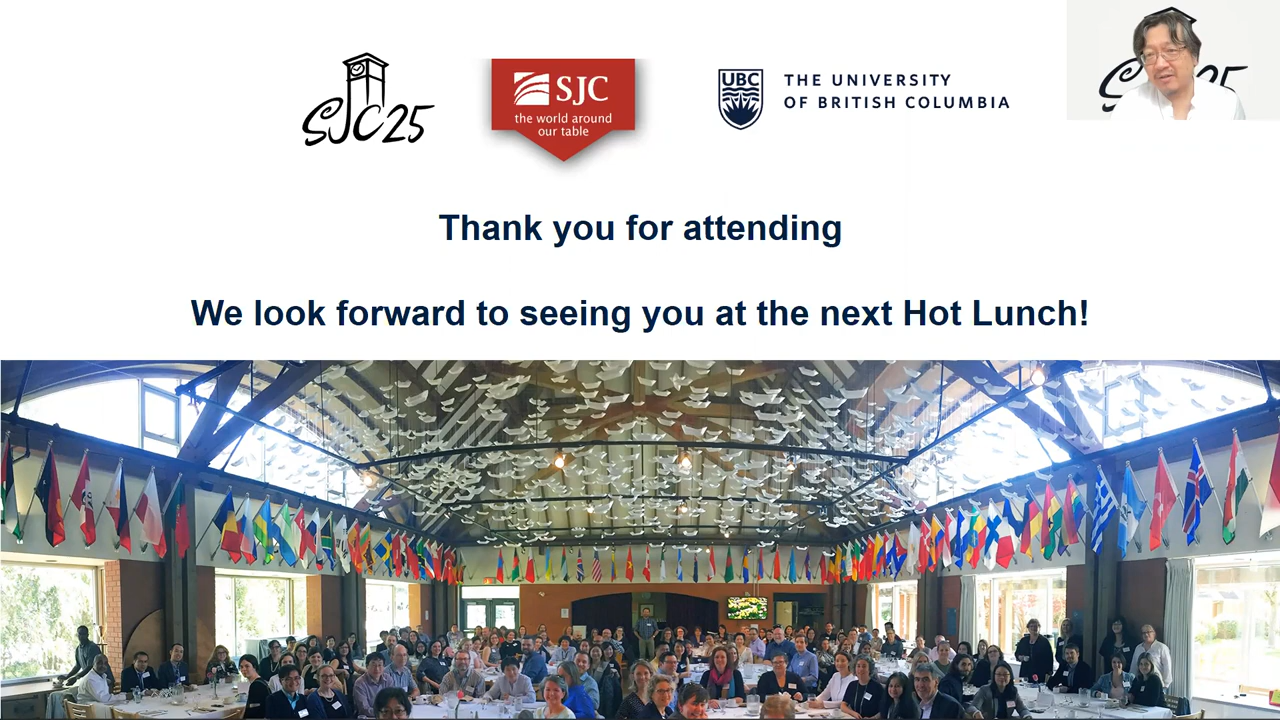 SJC25
SJC
the world around
our table
UBC
THE UNIVERSITY
OF BRITISH COLUMBIA
Thank you for attending
We look forward to seeing you at the next Hot Lunch!